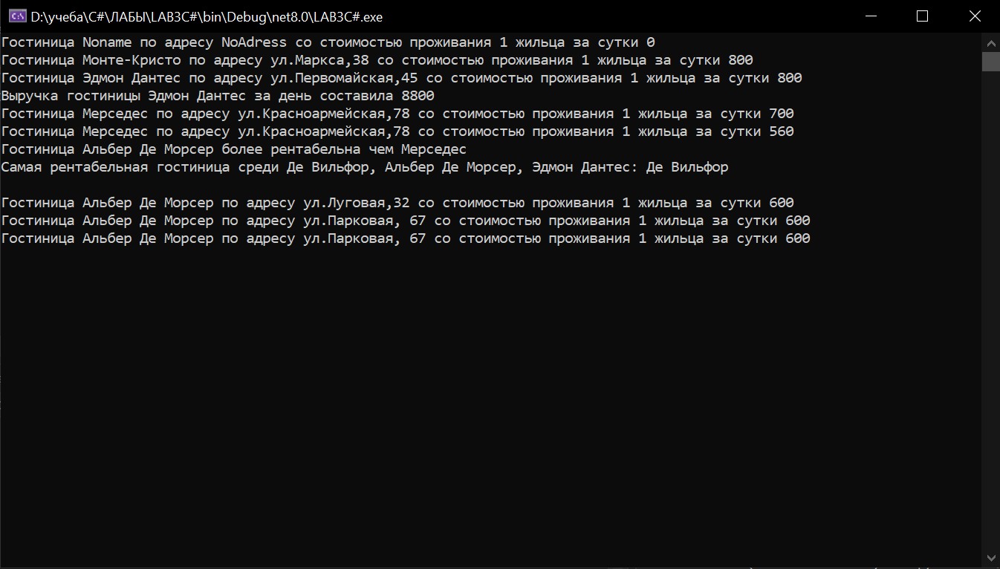 D:\учеба\C#\ЛАБЫ\LAB3C#\bin\Debug\net8.0\LAB3C#.exe
Гостиница Noname по адресу NoAdress со стоимостью проживания 1 жильца за сутки 0
Гостиница Монте-Кристо по адресу ул.Маркса,38 со стоимостью проживания 1 жильца за сутки 800
Гостиница Эдмон Дантес по адресу ул.Первомайская,45 со стоимостью проживания 1 жильца за сутки 800
Выручка гостиницы Эдмон Дантес за день составила 8800
Гостиница Мерседес по адресу ул.Красноармейская,78 со стоимостью проживания 1 жильца за сутки 700
Гостиница Мерседес по адресу ул.Красноармейская,78 со стоимостью проживания 1 жильца за сутки 560
Гостиница Альбер Де Морсер более рентабельна чем Мерседес
Самая рентабельная гостиница среди Де Вильфор, Альбер Де Морсер, Эдмон Дантес: Де Вильфор
Гостиница Альбер Де Морсер по адресу ул.Луговая,32 со стоимостью проживания 1 жильца за сутки 600
Гостиница Альбер Де Морсер по адресу ул.Парковая, 67 со стоимостью проживания 1 жильца за сутки 600
Гостиница Альбер Де Морсер по адресу ул.Парковая, 67 со стоимостью проживания 1 жильца за сутки 600